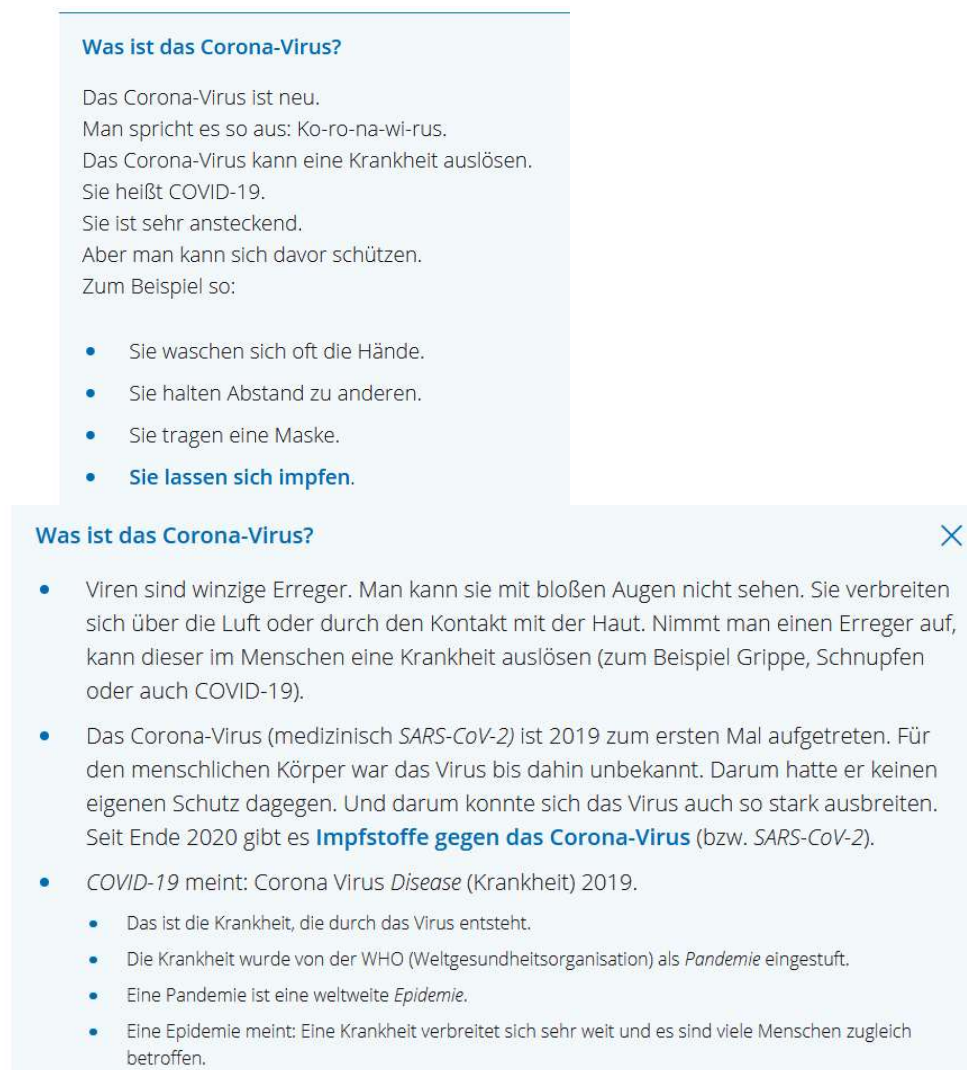 Was ist das Corona-Virus?
Das Corona-Virus ist neu.
Man spricht es so aus: Ko-ro-na-wi-rus.
Das Corona-Virus kann eine Krankheit auslösen.
Sie heißt COVID-19.
Sie ist sehr ansteckend.
Aber man kann sich davor schützen.
Zum Beispiel so:
• Sie waschen sich oft die Hände.
• Sie halten Abstand zu anderen.
• Sie tragen eine Maske.
• Sie lassen sich impfen.
Was ist das Corona-Virus?
• Viren sind winzige Erreger. Man kann sie mit bloßen Augen nicht sehen. Sie verbreiten
sich über die Luft oder durch den Kontakt mit der Haut. Nimmt man einen Erreger auf,
kann dieser im Menschen eine Krankheit auslösen (zum Beispiel Grippe, Schnupfen
oder auch COVID-19).
• Das Corona-Virus (medizinisch SARS-CoV-2) ist 2019 zum ersten Mal aufgetreten. Für
den menschlichen Körper war das Virus bis dahin unbekannt. Darum hatte er keinen
eigenen Schutz dagegen. Und darum konnte sich das Virus auch so stark ausbreiten.
Seit Ende 2020 gibt es Impfstoffe gegen das Corona-Virus (bzw. SARS-CoV-2).
• COVID-19 meint: Corona Virus Disease (Krankheit) 2019.
• Das ist die Krankheit, die durch das Virus entsteht.
• Die Krankheit wurde von der WHO (Weltgesundheitsorganisation) als Pandemie eingestuft.
• Eine Pandemie ist eine weltweite Epidemie.
• Eine Epidemie meint: Eine Krankheit verbreitet sich sehr weit und es sind viele Menschen zugleich
betroffen.